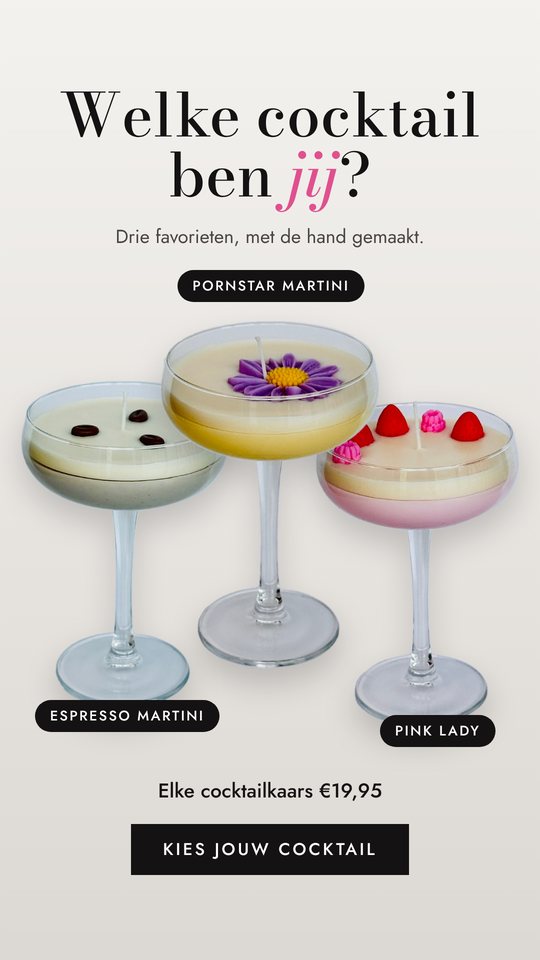 Welke cocktail
ben jij?
Drie favorieten, met de hand gemaakt.
PORNSTAR MARTINI
ESPRESSO MARTINI
PINK LADY
Elke cocktailkaars €19,95
KIES JOUW COCKTAIL